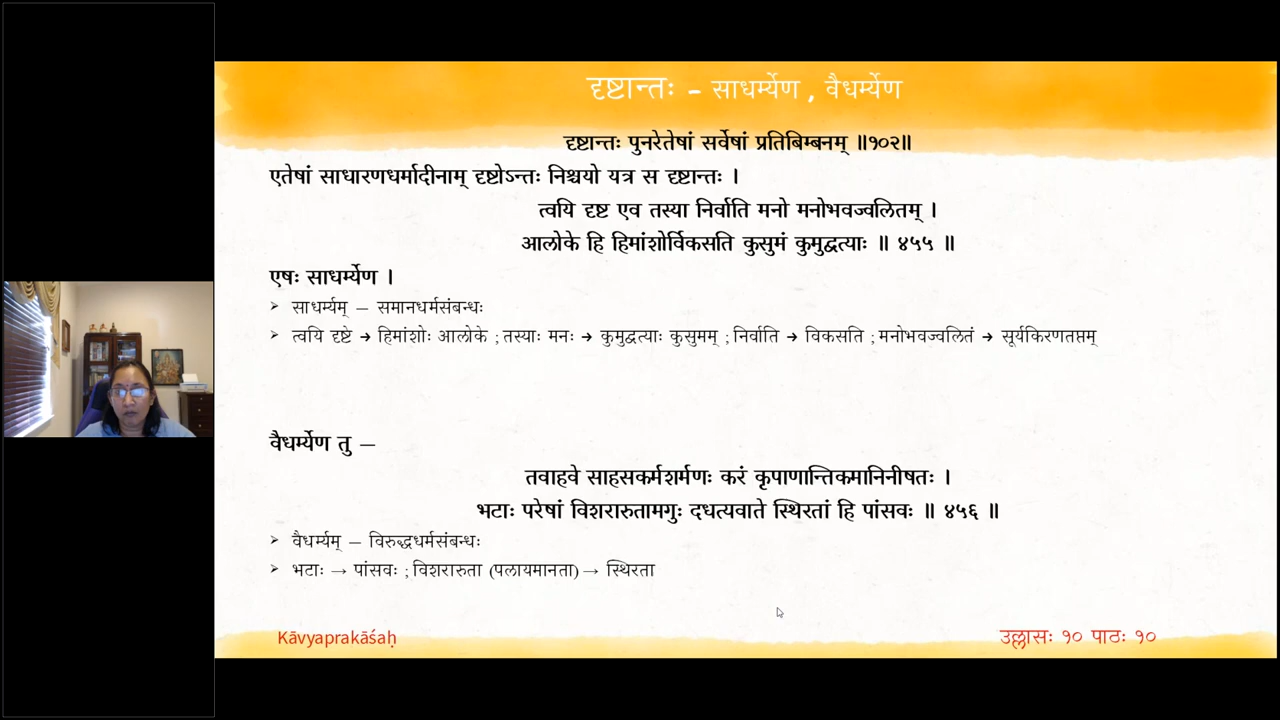 दृष्टान्तः - साधर्म्येण , वैधर्म्येण
दृष्टान्तः पुनरेतेषां सर्वेषां प्रतिबिम्बनम् ॥१०२॥
एतेषां साधारणधर्मादीनाम् दृष्टोऽन्तः निश्चयो यत्र स दृष्टान्तः ।
त्वयि दृष्ट एव तस्या निर्वाति मनो मनोभवज्वलितम् ।
आलोके हि हिमांशोर्विकसति कुसुमं कुमुद्वत्याः ॥ ४५५ ॥
एषः साधर्म्येण ।
➢ साधर्म्यम् – समानधर्मसंबन्धः
➢ त्वयि दृष्टे → हिमांशोः आलोके ; तस्याः मनः → कुमुद्वत्याः कुसुमम् ; निर्वाति → विकसति ; मनोभवज्वलितं → सूर्यकिरणतप्तम्
वैधर्म्येण तु –
तवाहवे साहसकर्मशर्मणः करं कृपाणान्तिकमानिनीषतः ।
भटाः परेषां विशरारुतामगुः दधत्यवाते स्थिरतां हि पांसवः ॥ ४५६ ॥
➢ वैधर्म्यम् – विरुद्धधर्मसंबन्धः
➢ भटाः → पांसवः ; विशरारुता (पलायमानता) → स्थिरता
Kāvyaprakāśaḥ
उल्लासः १० पाठः १०